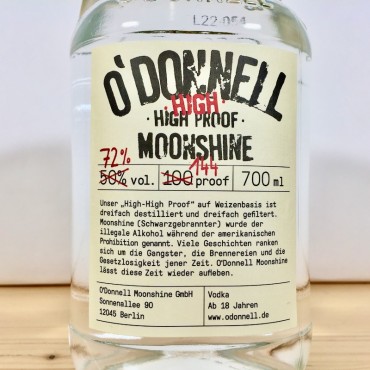 L22 054
O'DONNELL
HIGH
· HIGH PROOF ·
MOONSHINE
72% 144
50% vol. 100 proof 700 ml
Unser „High-High Proof" auf Weizenbasis ist
dreifach destilliert und dreifach gefiltert.
Moonshine (Schwarzgebrannter) wurde der
illegale Alkohol während der amerikanischen
Prohibition genannt. Viele Geschichten ranken
sich um die Gangster, die Brennereien und die
Gesetzlosigkeit jener Zeit. O'Donnell Moonshine
lässt diese Zeit wieder aufleben.
O'Donnell Moonshine GmbH
Sonnenallee 90
12045 Berlin
Vodka
Ab 18 Jahren
www.odonnell.de